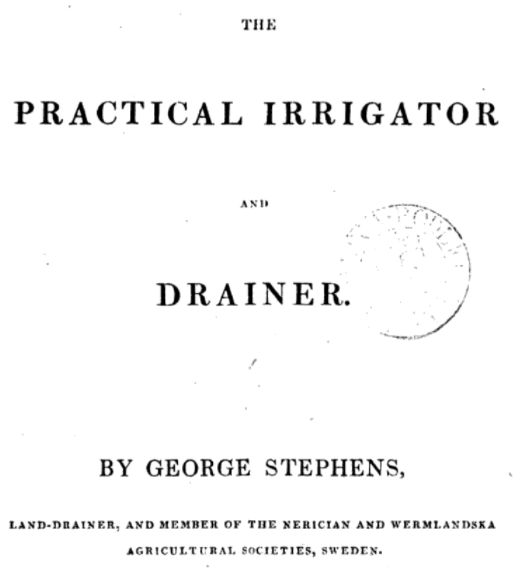 THE
PRACTICAL IRRIGATOR
AND
DRAINER.
BY GEORGE STEPHENS,
LAND-DRAINER, AND MEMBER OF THE NERICIAN AND WERMLANDSKA
AGRICULTURAL SOCIETIES, SWEDEN.